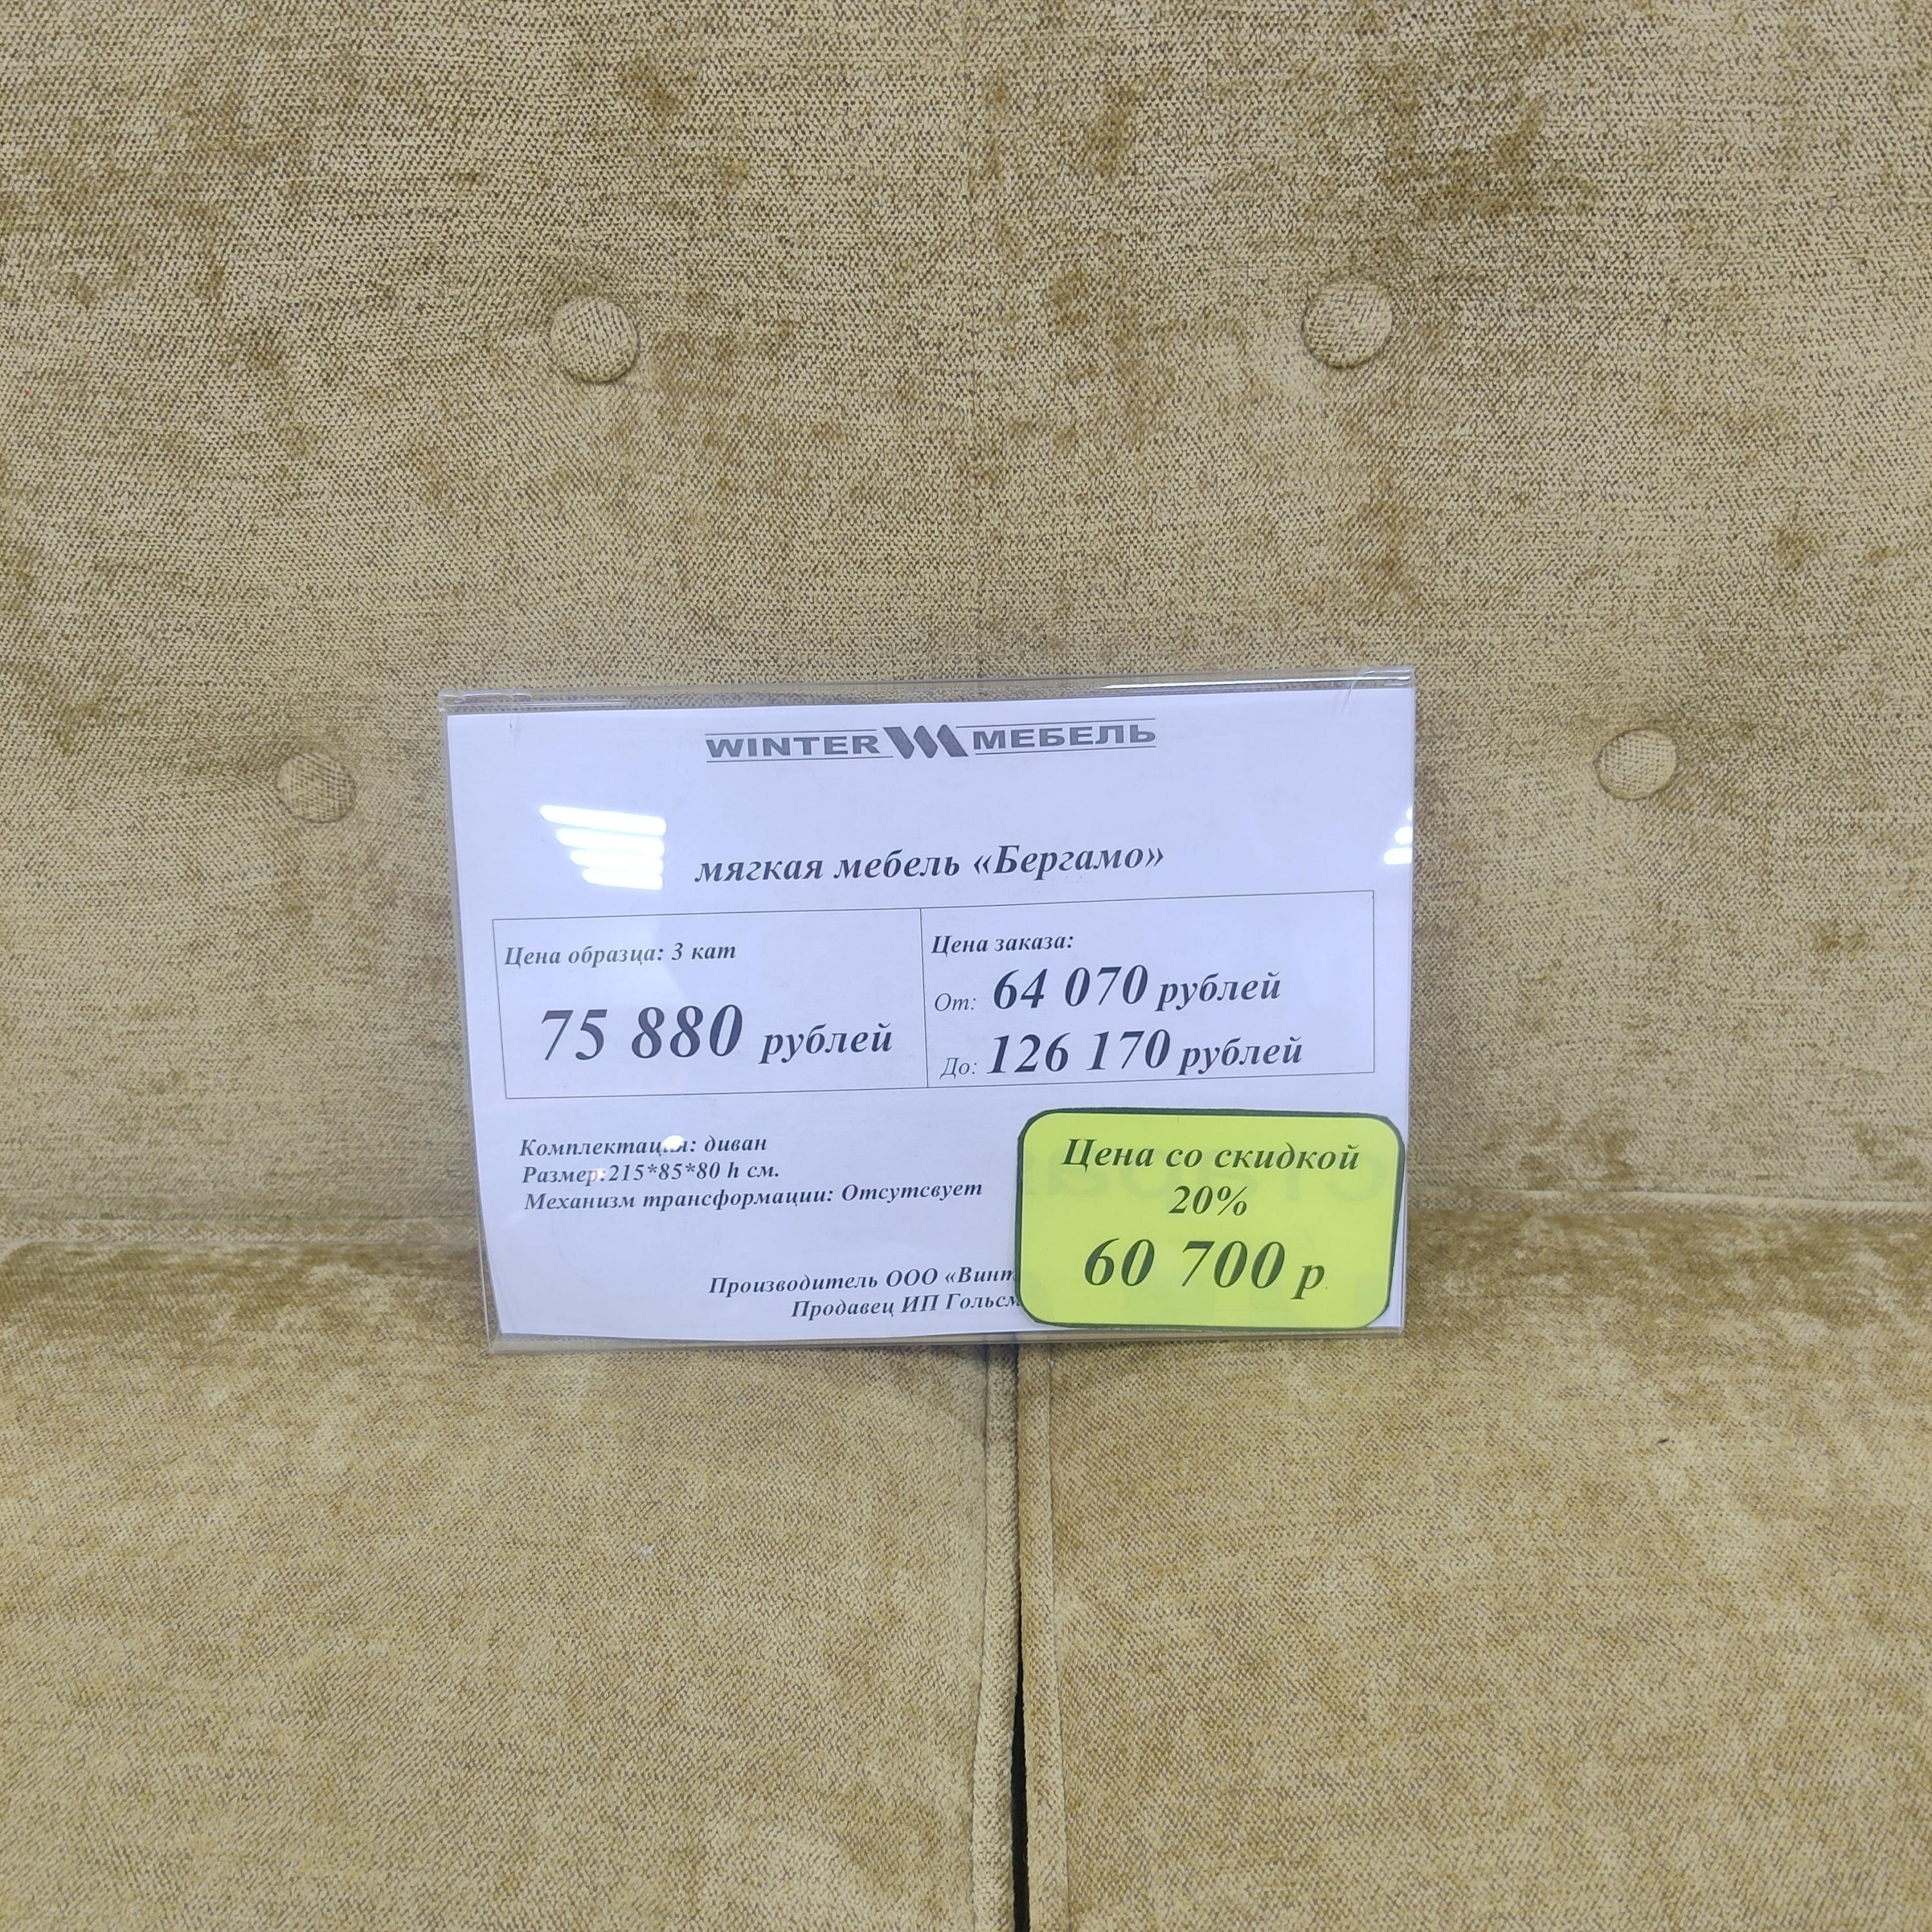 WINTER МЕБЕЛЬ
мягкая мебель «Бергамо»
Цена образца: 3 кат
75 880 рублей
Цена заказа:
От: 64 070 рублей
До: 126 170 рублей
Комплектация: диван
Размер:215*85*80 h см.
Механизм трансформации: Отсутсвует
Производитель ООО «Винт
Продавец ИП Гольсм
Цена со скидкой
20%
60 700 р